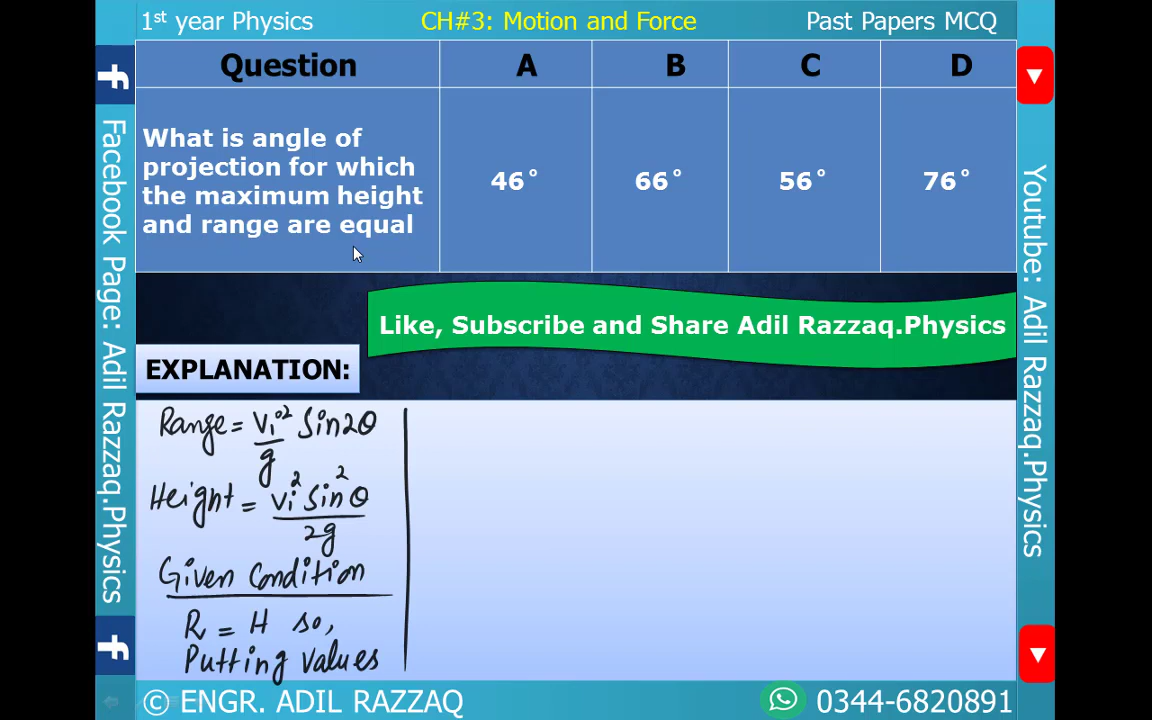 1st year Physics
CH#3: Motion and Force
Past Papers MCQ
Question
A
B
C
D
What is angle of
projection for which
the maximum height
and range are equal
46°
66°
56°
76°
Like, Subscribe and Share Adil Razzaq.Physics
EXPLANATION:
Range = vi² Sin2θ
g
Height = vi² Sin²θ
2g
Given Condition
R = H so,
Putting values
f
Facebook Page: Adil Razzaq.Physics
f
Youtube: Adil Razzaq.Physics
© ENGR. ADIL RAZZAQ
0344-6820891